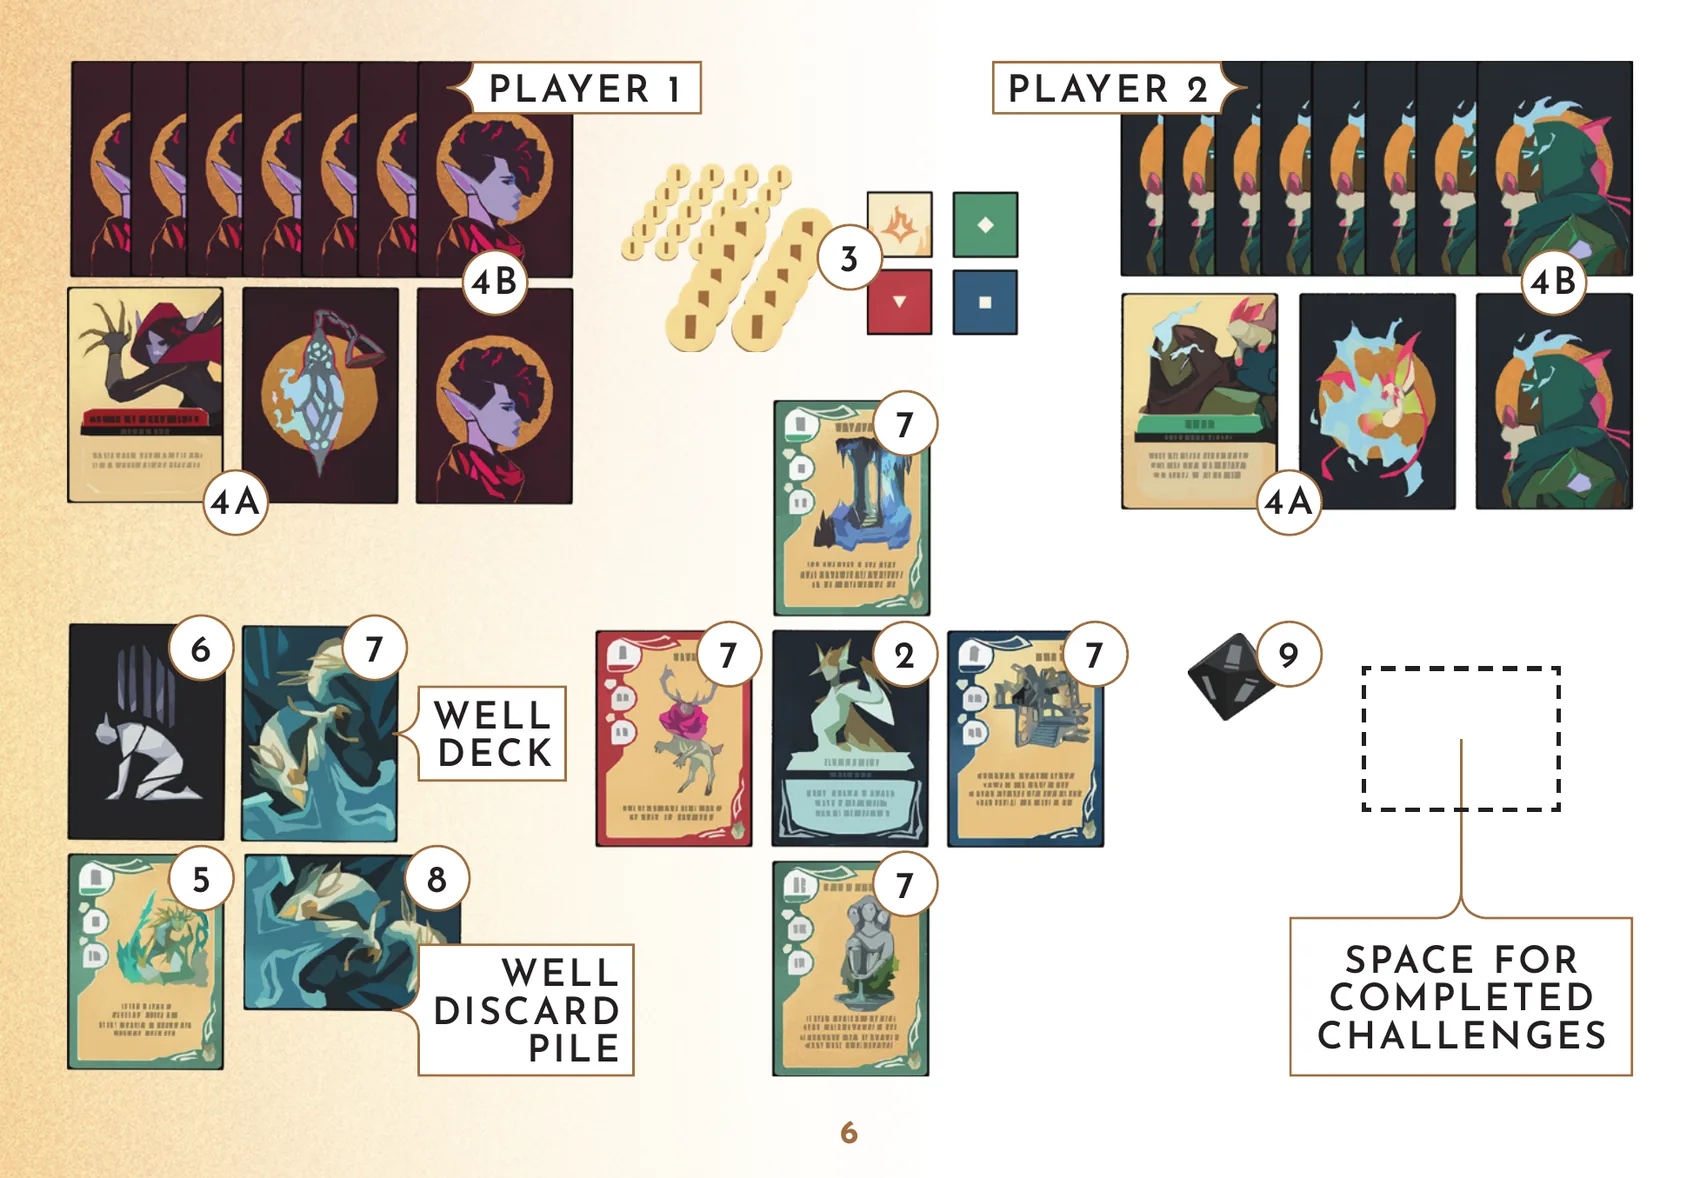 PLAYER 1
PLAYER 2
3
4B
4B
4A
4A
7
6
7
WELL
DECK
7
2
7
9
5
8
WELL
DISCARD
PILE
7
SPACE FOR
COMPLETED
CHALLENGES
6